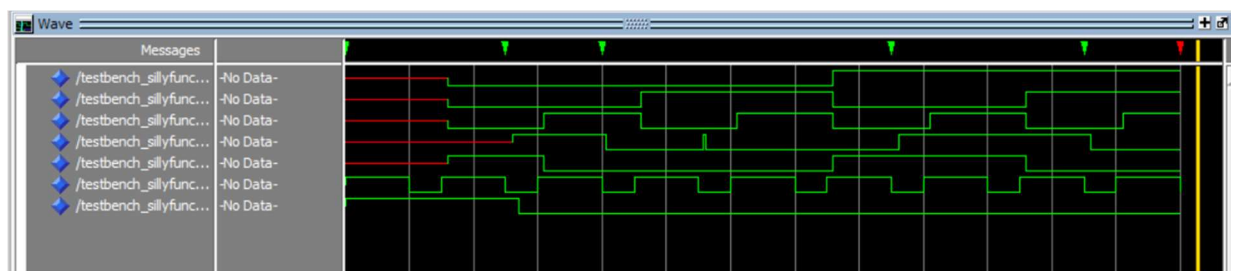 Wave
Messages
/testbench_sillyfunc... -No Data-
/testbench_sillyfunc... -No Data-
/testbench_sillyfunc... -No Data-
/testbench_sillyfunc... -No Data-
/testbench_sillyfunc... -No Data-
/testbench_sillyfunc... -No Data-
/testbench_sillyfunc... -No Data-